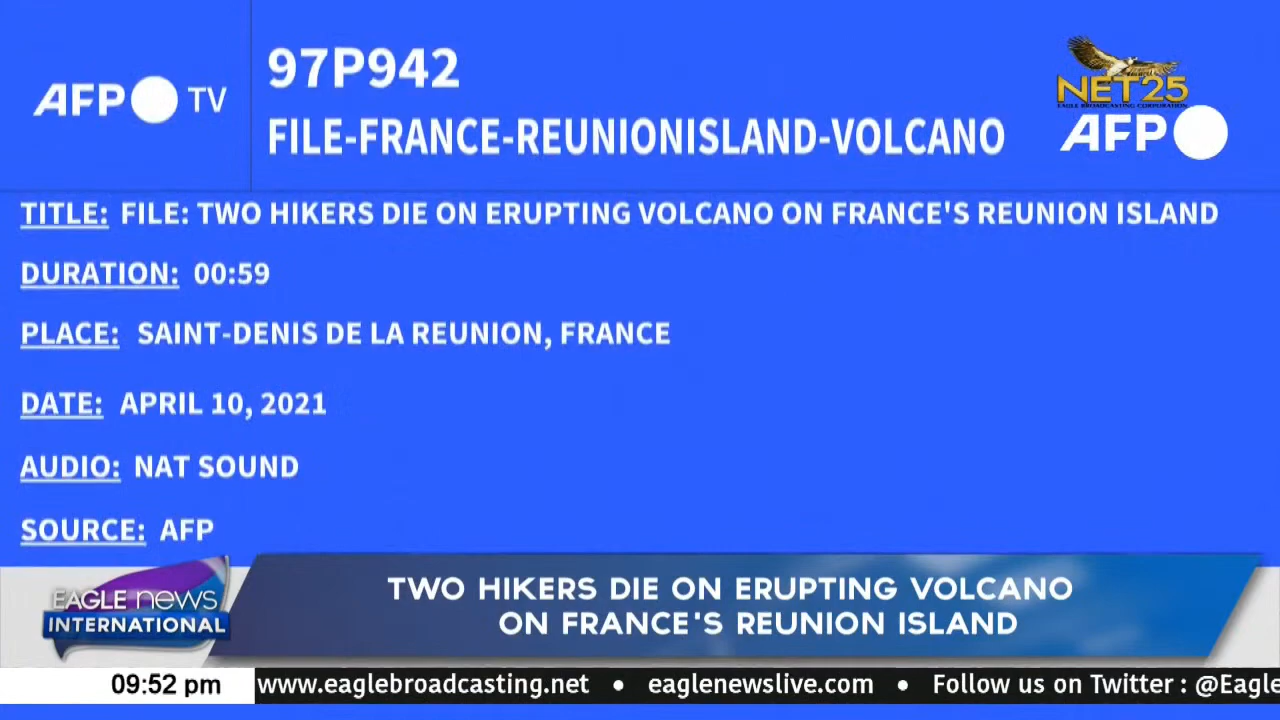 AFP TV
97P942
FILE-FRANCE-REUNIONISLAND-VOLCANO
NET25
EAGLE BROADCASTING CORPORATION
AFP
TITLE: FILE: TWO HIKERS DIE ON ERUPTING VOLCANO ON FRANCE'S REUNION ISLAND
DURATION: 00:59
PLACE: SAINT-DENIS DE LA REUNION, FRANCE
DATE: APRIL 10, 2021
AUDIO: NAT SOUND
SOURCE: AFP
EAGLE news
INTERNATIONAL
TWO HIKERS DIE ON ERUPTING VOLCANO
ON FRANCE'S REUNION ISLAND
09:52 pm www.eaglebroadcasting.net • eaglenewslive.com • Follow us on Twitter : @Eagle